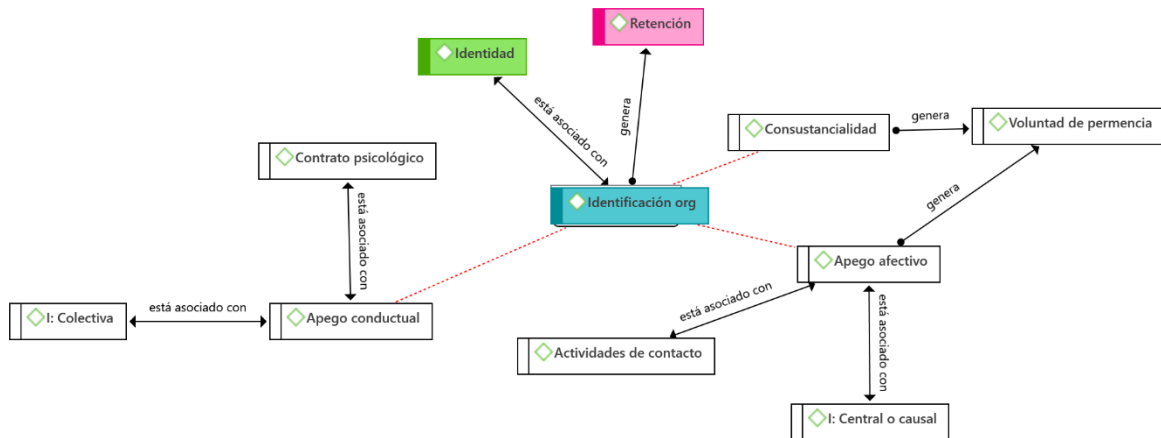 Retención
Identidad
está asociado con
genera
Consustancialidad
genera
Voluntad de permencia
Contrato psicológico
está asociado con
Identificación org
genera
Apego afectivo
I: Colectiva
está asociado con
Apego conductual
está asociado con
Actividades de contacto
está asociado con
I: Central o causal